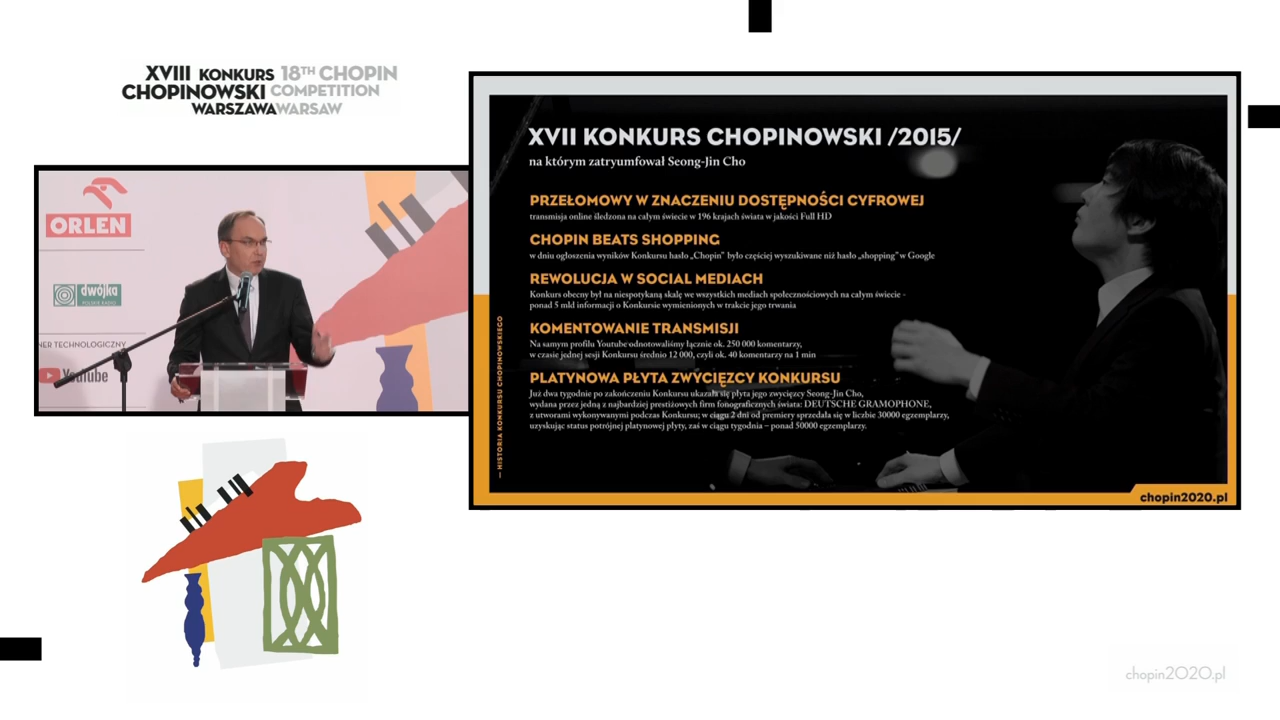 XVIII KONKURS 18TH CHOPIN
CHOPINOWSKI COMPETITION
WARSZAWA WARSAW
ORLEN
dwójka
POLSKIE RADIO
NER TECHNOLOGICZNY
YouTube
XVII KONKURS CHOPINOWSKI /2015/
na którym zatryumfował Seong-Jin Cho
PRZEŁOMOWY W ZNACZENIU DOSTĘPNOŚCI CYFROWEJ
transmisja online śledzona na całym świecie w 196 krajach świata w jakości Full HD
CHOPIN BEATS SHOPPING
w dniu ogłoszenia wyników Konkursu hasło „Chopin” było częściej wyszukiwane niż hasło „shopping” w Google
REWOLUCJA W SOCIAL MEDIACH
Konkurs obecny był na niespotykaną skalę we wszystkich mediach społecznościowych na całym świecie -
ponad 5 mld informacji o Konkursie wymienionych w trakcie jego trwania
KOMENTOWANIE TRANSMISJI
Na samym profilu Youtube odnotowaliśmy łącznie ok. 250 000 komentarzy,
w czasie jednej sesji Konkursu średnio 12 000, czyli ok. 40 komentarzy na 1 min
PLATYNOWA PŁYTA ZWYCIĘZCY KONKURSU
Już dwa tygodnie po zakończeniu Konkursu ukazała się płyta jego zwycięzcy Seong-Jin Cho,
wydana przez jedną z najbardziej prestiżowych firm fonograficznych świata: DEUTSCHE GRAMOPHONE,
z utworami wykonywanymi podczas Konkursu; w ciągu 2 dni od premiery sprzedała się w liczbie 30000 egzemplarzy,
uzyskując status potrójnej platynowej płyty, zaś w ciągu tygodnia – ponad 50000 egzemplarzy.
— HISTORIA KONKURSU CHOPINOWSKIEGO
chopin2020.pl
chopin2020.pl